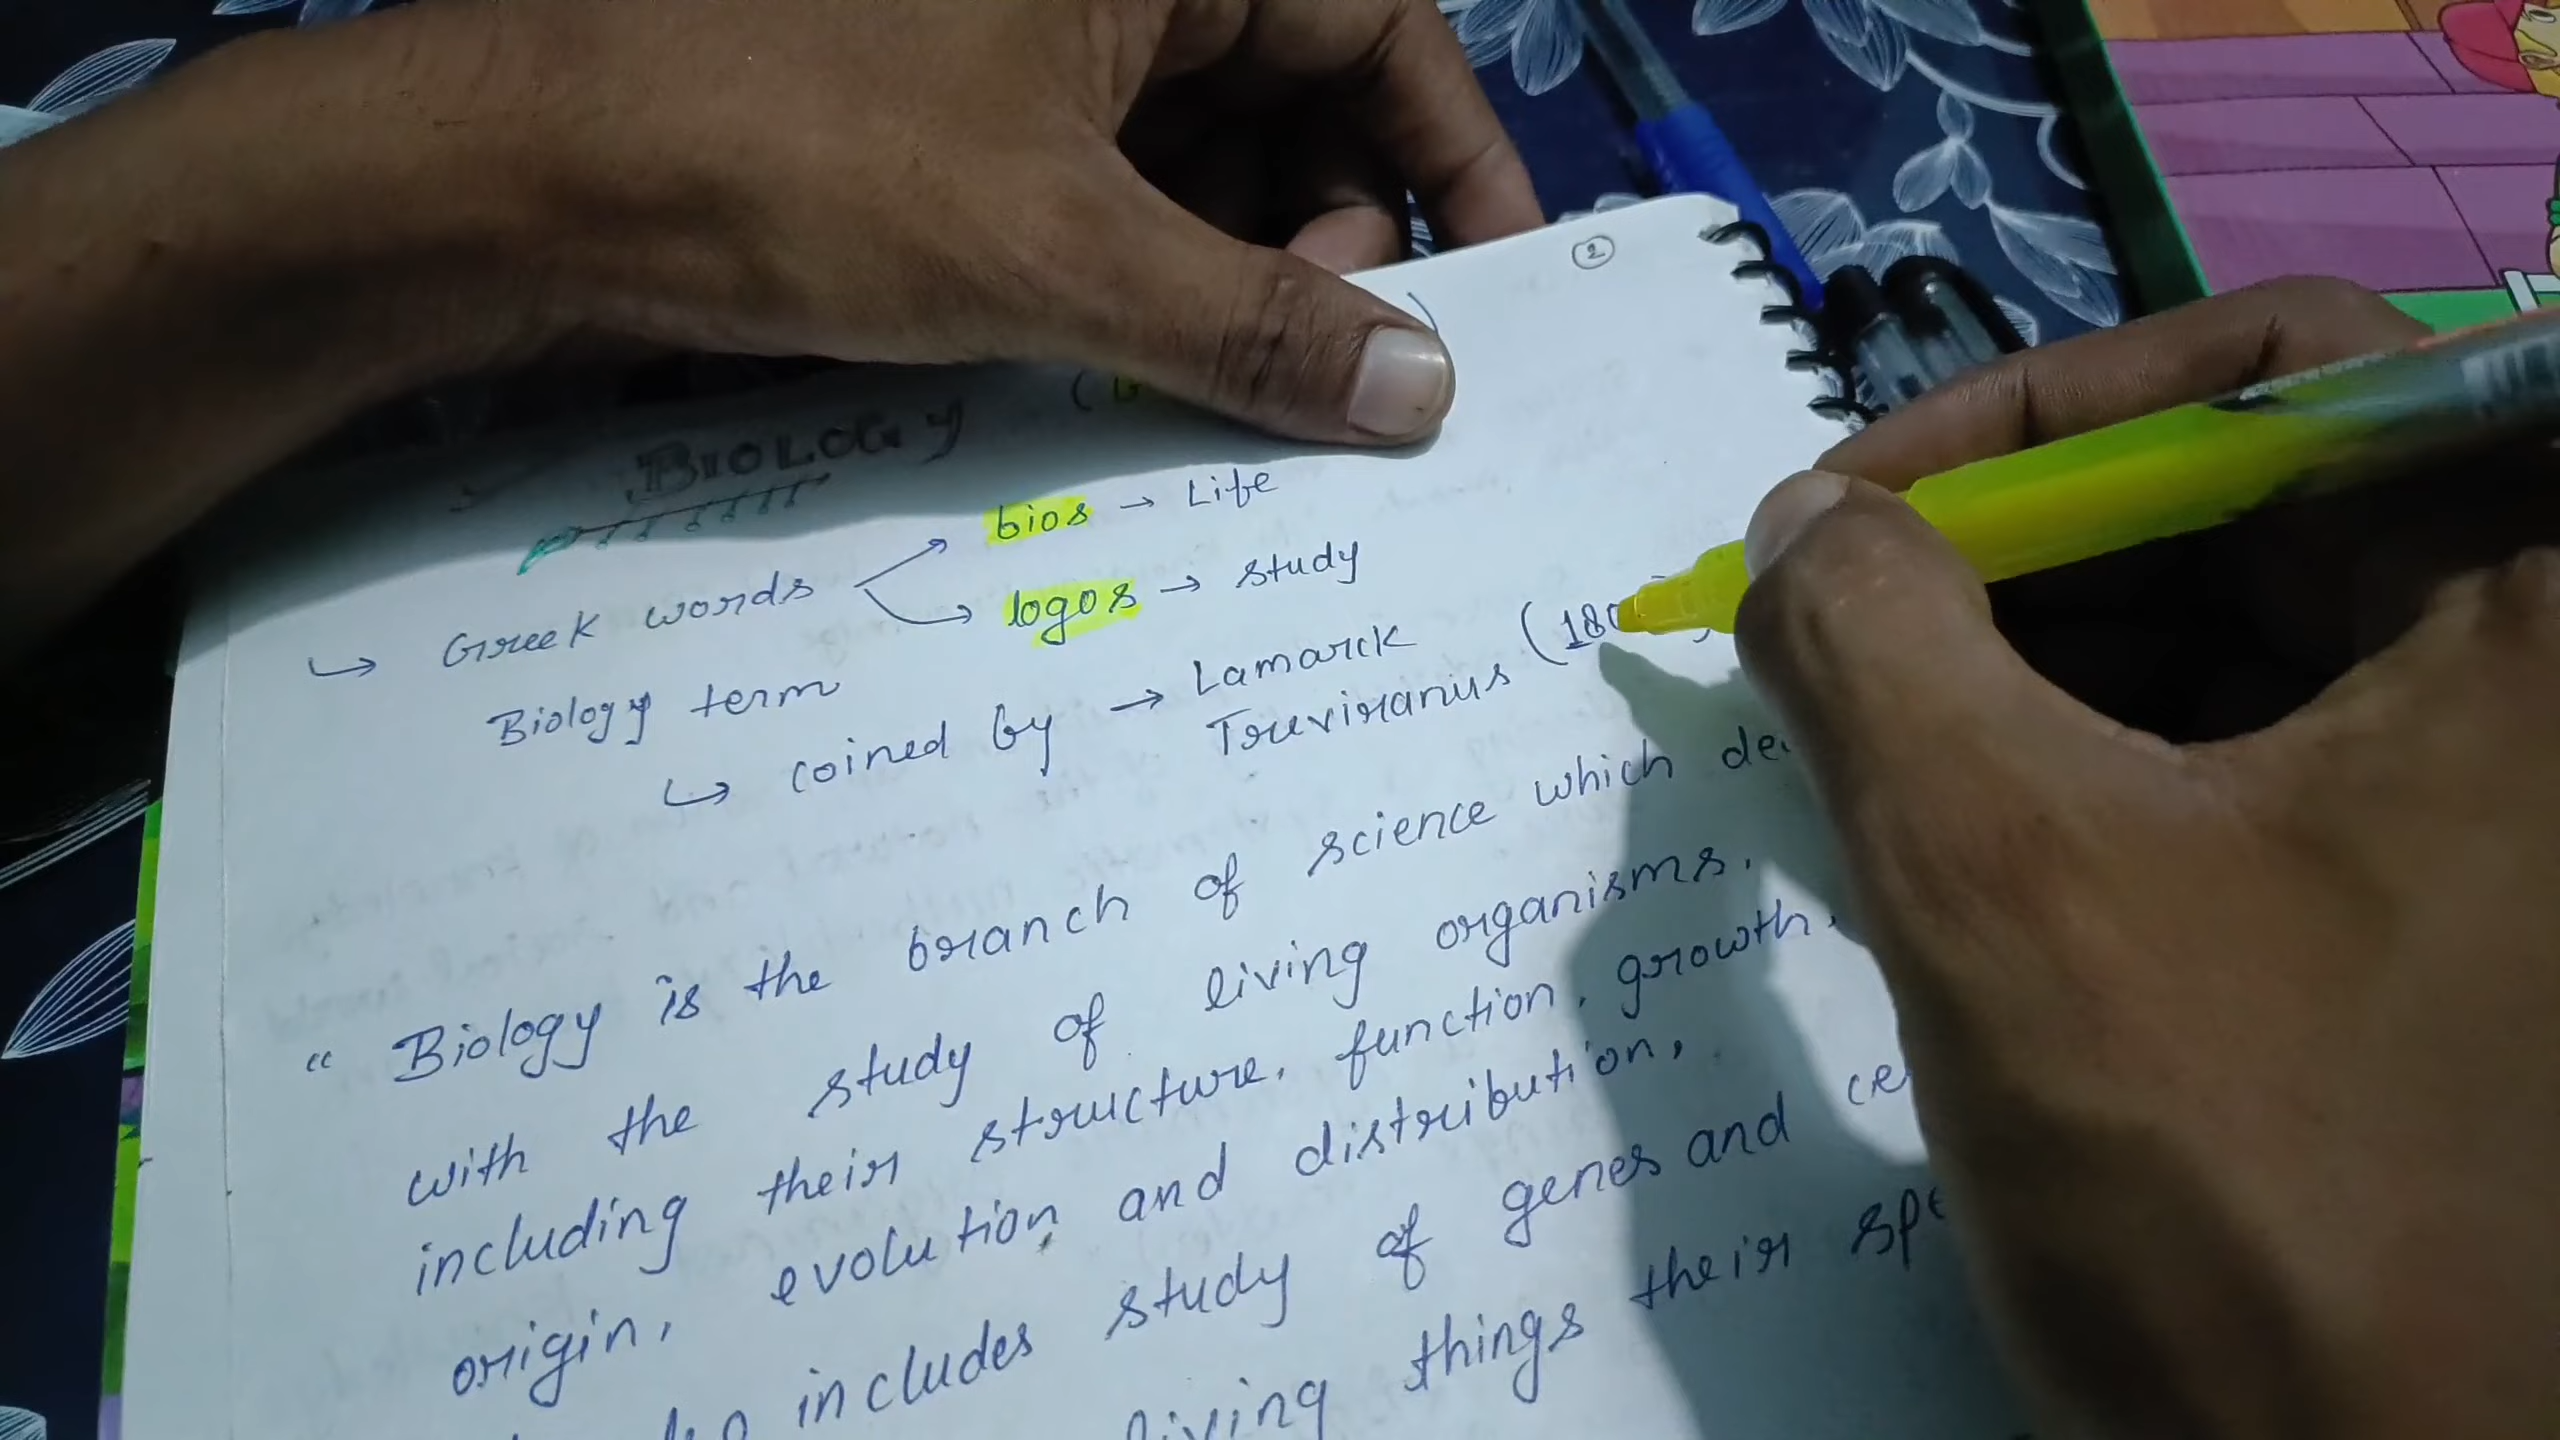 2
BIOLOGY (
bios → Life
Greek words
logos → study
Biology term
coined by → Lamarck
Treviranus (180
" Biology is the branch of science which
with the study of living organisms.
including their structure, function, growth,
origin, evolution and distribution,
includes study of genes and
living things their